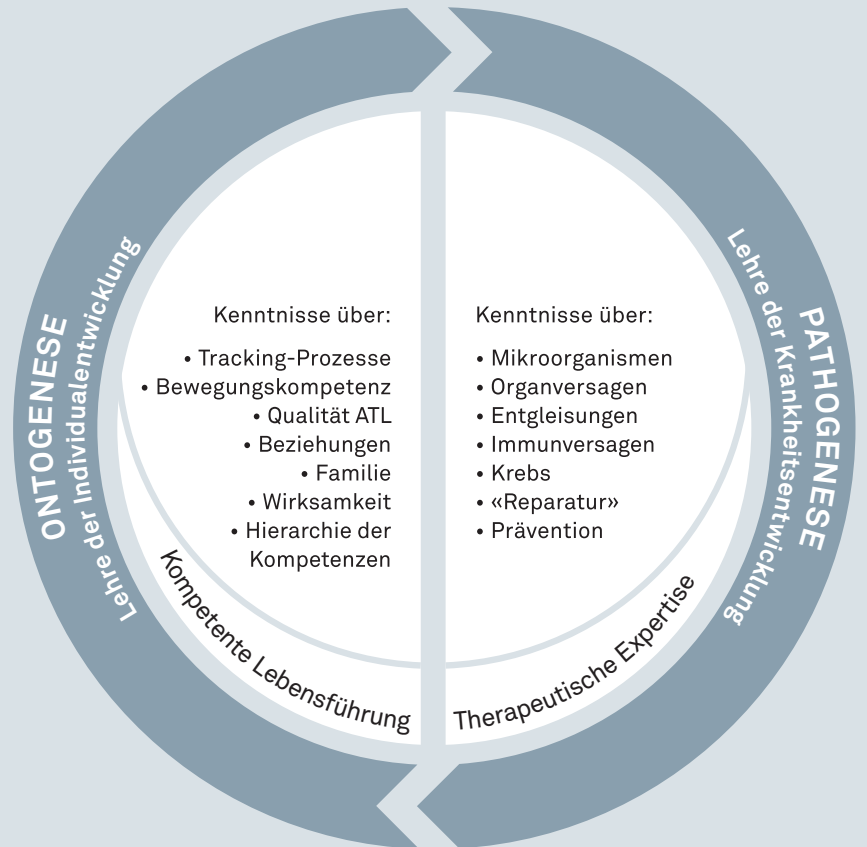 ONTOGENESE
Lehre der Individualentwicklung
Kenntnisse über:
• Tracking-Prozesse
• Bewegungskompetenz
• Qualität ATL
• Beziehungen
• Familie
• Wirksamkeit
• Hierarchie der
Kompetenzen
Kompetente Lebensführung
Kenntnisse über:
• Mikroorganismen
• Organversagen
• Entgleisungen
• Immunversagen
• Krebs
• «Reparatur»
• Prävention
Therapeutische Expertise
Lehre der Krankheitsentwicklung
PATHOGENESE